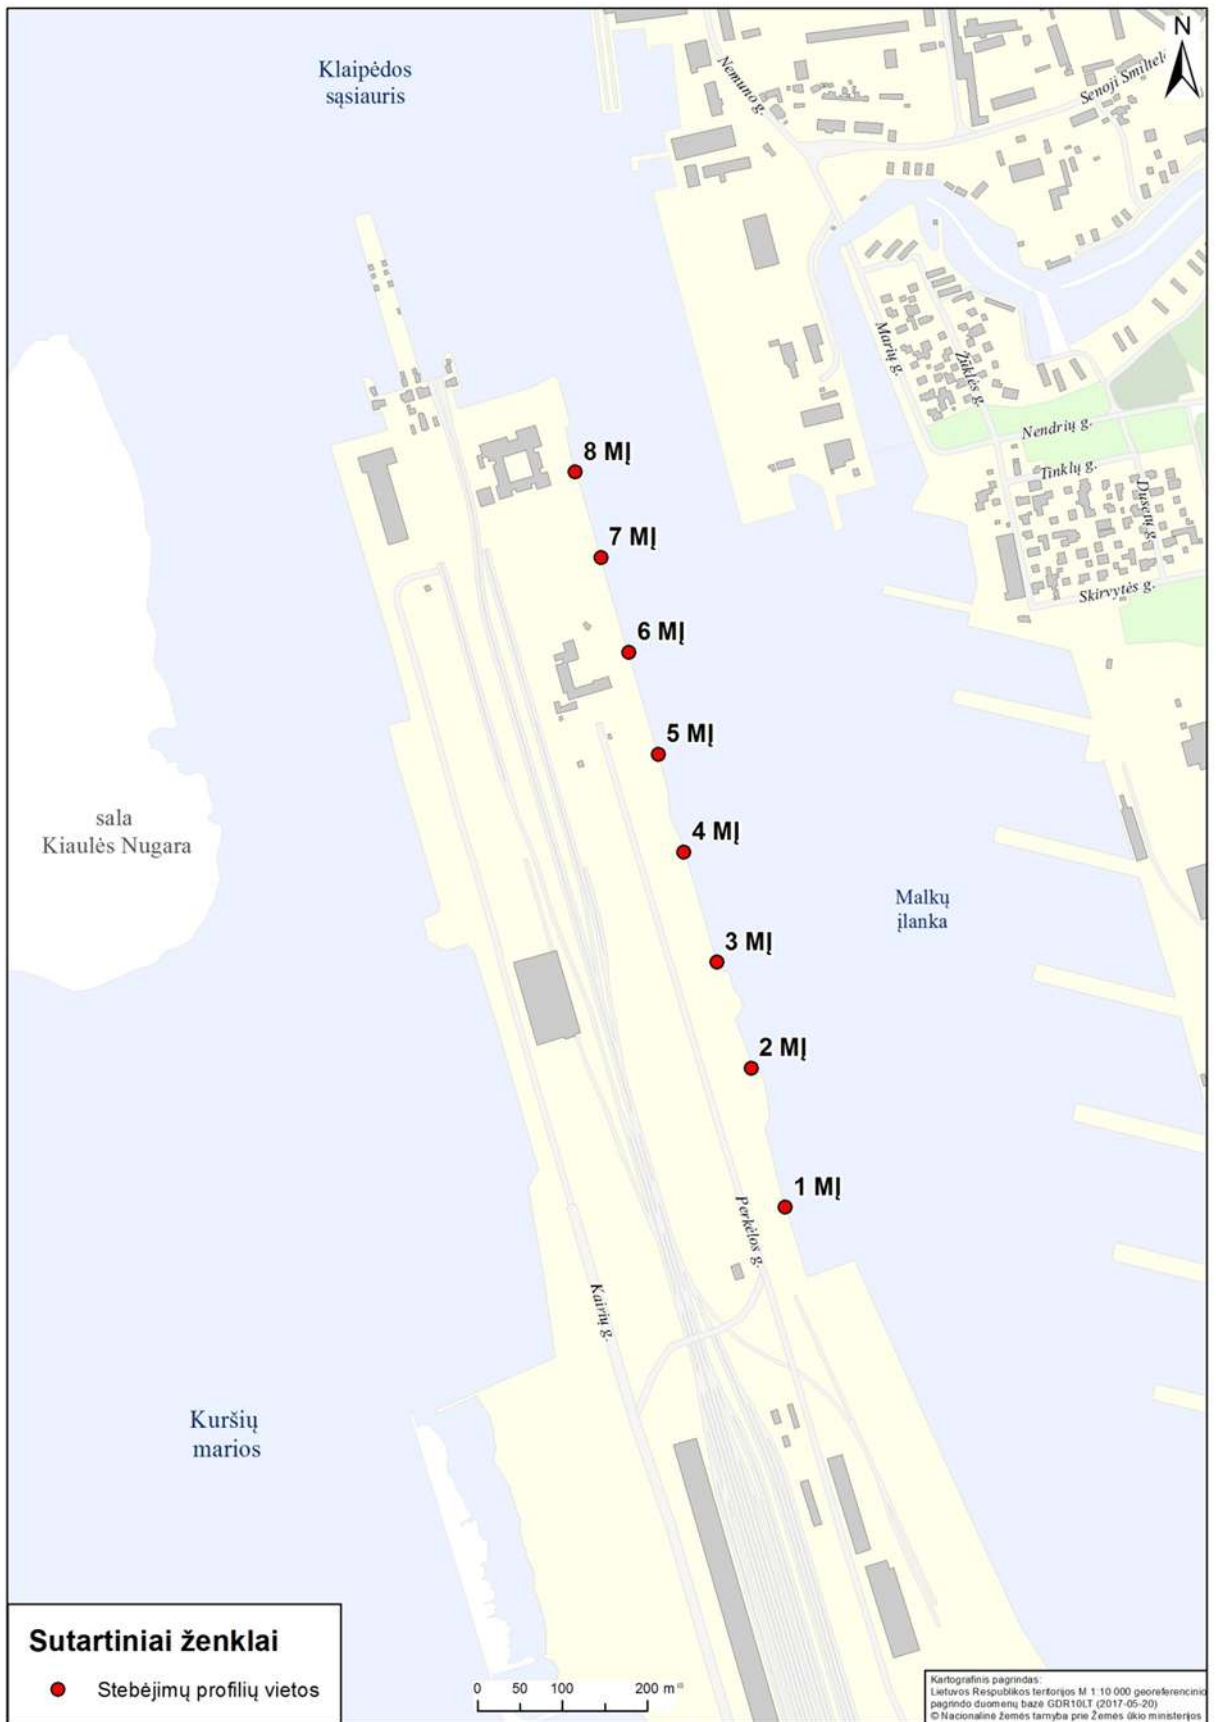 Klaipėdos
sąsiauris
N
Nemuno g.
Senoji Smiltel
Marių g.
Žūklės g.
Nendrių g.
Tinklų g.
Dusetų g.
Skirvytės g.
8 MĮ
7 MĮ
6 MĮ
5 MĮ
4 MĮ
3 MĮ
2 MĮ
1 MĮ
sala
Kiaulės Nugara
Malkų
įlanka
Perkėlos g.
Kairių g.
Kuršių
marios
Sutartiniai ženklai
Stebėjimų profilių vietos
0 50 100 200 m
Kartografinis pagrindas:
Lietuvos Respublikos teritorijos M 1:10 000 georeferencinio
pagrindo duomenų bazė GDR10LT (2017-05-20)
© Nacionalinė žemės tarnyba prie Žemės ūkio ministerijos